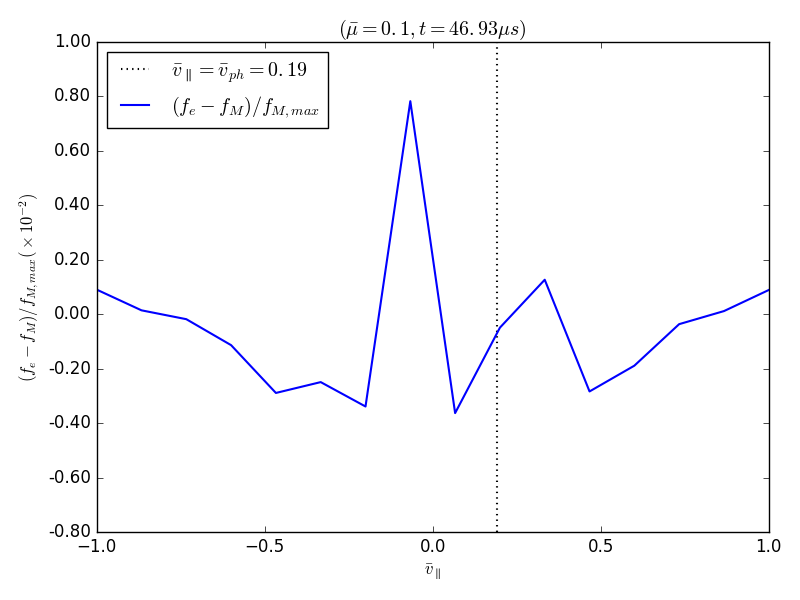 (μ̄ = 0.1, t = 46.93μs)
v̄∥ = v̄ph = 0.19
(fe − fM)/fM,max
(fe − fM)/fM,max(×10−2)
1.00
0.80
0.60
0.40
0.20
0.00
-0.20
-0.40
-0.60
-0.80
−1.0 −0.5 0.0 0.5 1.0
v̄∥